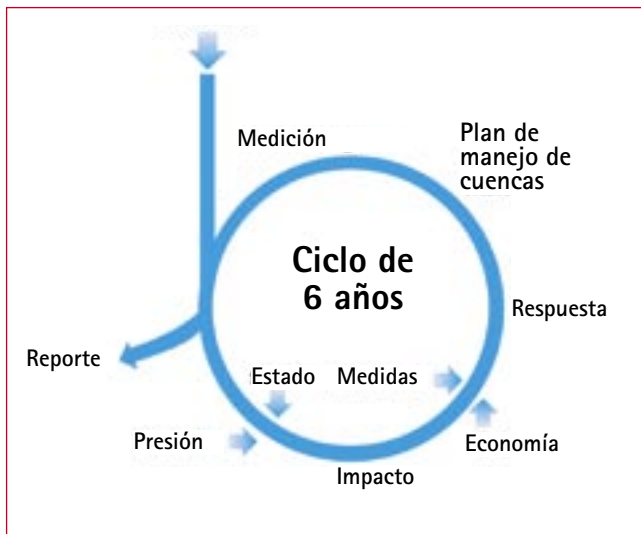 Medición
Plan de
manejo de
cuencas
Ciclo de
6 años
Respuesta
Reporte
Estado
Medidas
Presión
Economía
Impacto